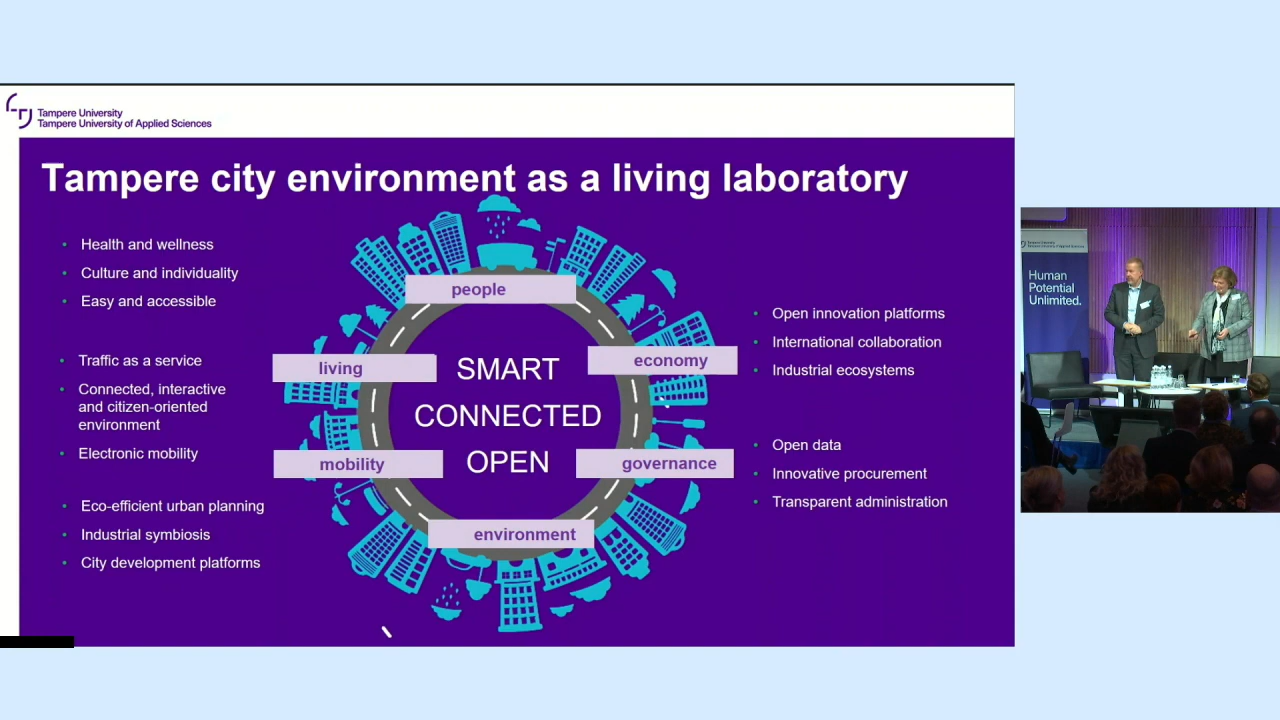 Tampere University
Tampere University of Applied Sciences
Tampere city environment as a living laboratory
Health and wellness
Culture and individuality
Easy and accessible
Traffic as a service
Connected, interactive
and citizen-oriented
environment
Electronic mobility
Eco-efficient urban planning
Industrial symbiosis
City development platforms
people
living
economy
SMART
CONNECTED
OPEN
mobility
governance
environment
Open innovation platforms
International collaboration
Industrial ecosystems
Open data
Innovative procurement
Transparent administration
Human
Potential
Unlimited.